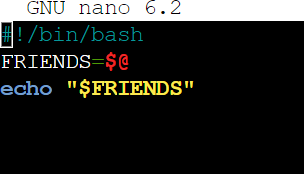 GNU nano 6.2
#!/bin/bash
FRIENDS=$@
echo "$FRIENDS"